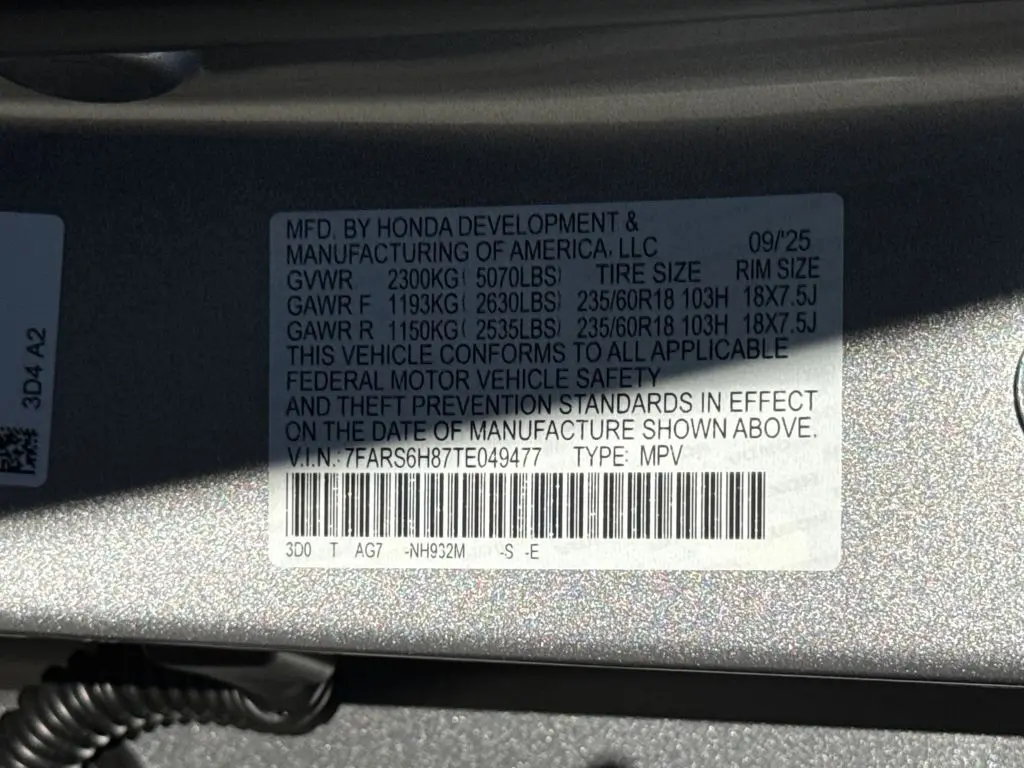 MFD. BY HONDA DEVELOPMENT &
MANUFACTURING OF AMERICA, LLC 09/'25
GVWR 2300KG( 5070LBS) TIRE SIZE RIM SIZE
GAWR F 1193KG( 2630LBS) 235/60R18 103H 18X7.5J
GAWR R 1150KG( 2535LBS) 235/60R18 103H 18X7.5J
THIS VEHICLE CONFORMS TO ALL APPLICABLE
FEDERAL MOTOR VEHICLE SAFETY
AND THEFT PREVENTION STANDARDS IN EFFECT
ON THE DATE OF MANUFACTURE SHOWN ABOVE.
V.I.N.:7FARS6H87TE049477 TYPE: MPV
3D0 T AG7 -NH932M -S -E
3D4 A2